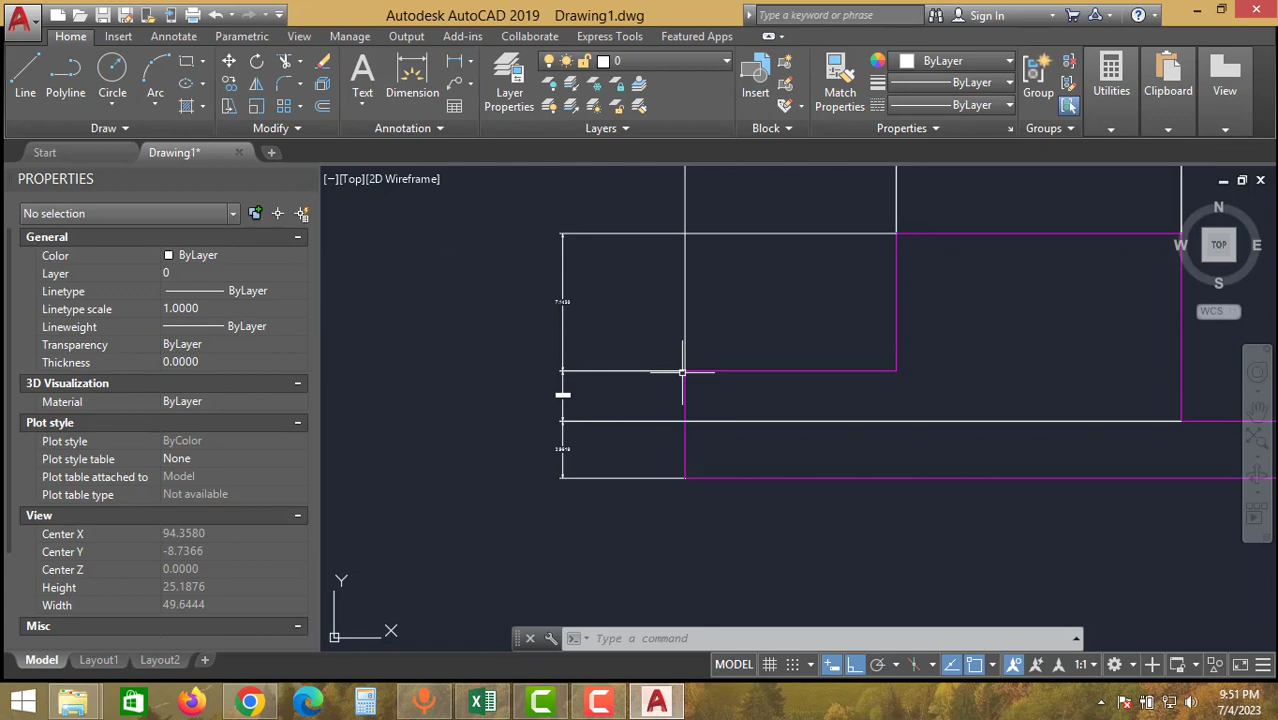 Autodesk AutoCAD 2019 Drawing1.dwg
Type a keyword or phrase
Sign In
Home Insert Annotate Parametric View Manage Output Add-ins Collaborate Express Tools Featured Apps
0
ByLayer
ByLayer
ByLayer
Line Polyline Circle Arc
Text Dimension
Layer Properties
Insert
Match Properties
Group
Utilities
Clipboard
View
Draw Modify Annotation Layers Block Properties Groups
Start Drawing1*
PROPERTIES
No selection
General
Color ByLayer
Layer 0
Linetype ByLayer
Linetype scale 1.0000
Lineweight ByLayer
Transparency ByLayer
Thickness 0.0000
3D Visualization
Material ByLayer
Plot style
Plot style ByColor
Plot style table None
Plot table attached to Model
Plot table type Not available
View
Center X 94.3580
Center Y -8.7366
Center Z 0.0000
Height 25.1876
Width 49.6444
Misc
[−][Top][2D Wireframe]
N
W TOP E
S
WCS
Y
X
Type a command
Model Layout1 Layout2 +
MODEL
1:1
9:51 PM
7/4/2023